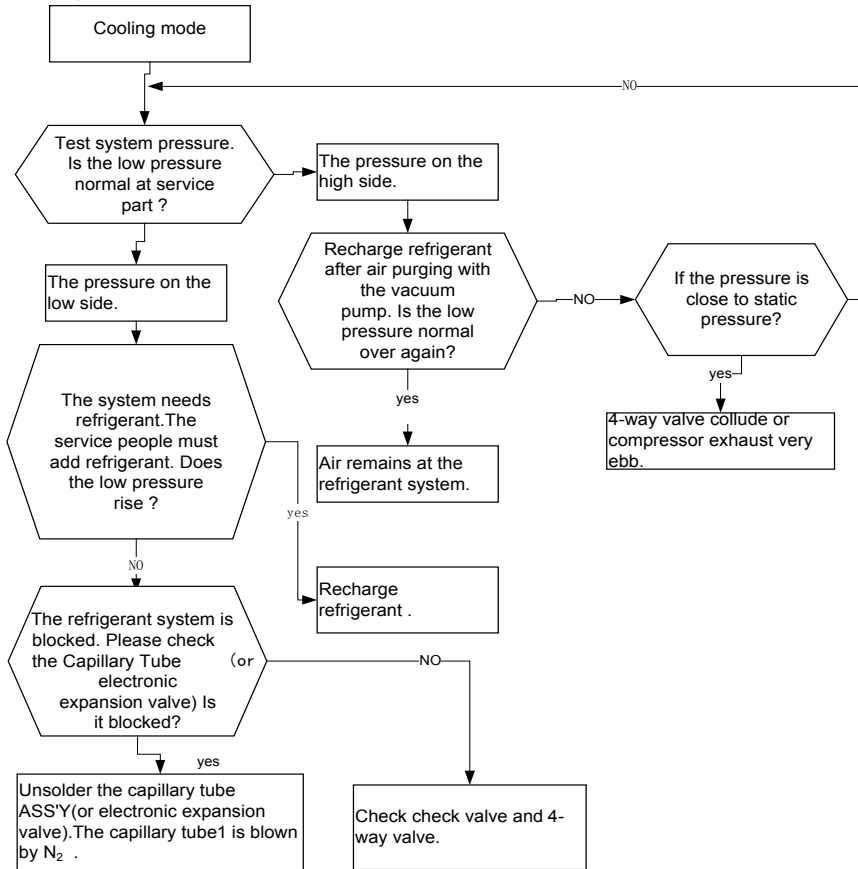 Cooling mode
NO
Test system pressure.
Is the low pressure
normal at service
part ?
The pressure on the
high side.
The pressure on the
low side.
Recharge refrigerant
after air purging with
the vacuum
pump. Is the low
pressure normal
over again?
NO
If the pressure is
close to static
pressure?
yes
yes
4-way valve collude or
compressor exhaust very
ebb.
The system needs
refrigerant.The
service people must
add refrigerant. Does
the low pressure
rise ?
Air remains at the
refrigerant system.
yes
NO
Recharge
refrigerant .
The refrigerant system is
blocked. Please check
the Capillary Tube (or
electronic
expansion valve) Is
it blocked?
NO
yes
Unsolder the capillary tube
ASS'Y(or electronic expansion
valve).The capillary tube1 is blown
by N₂ .
Check check valve and 4-
way valve.